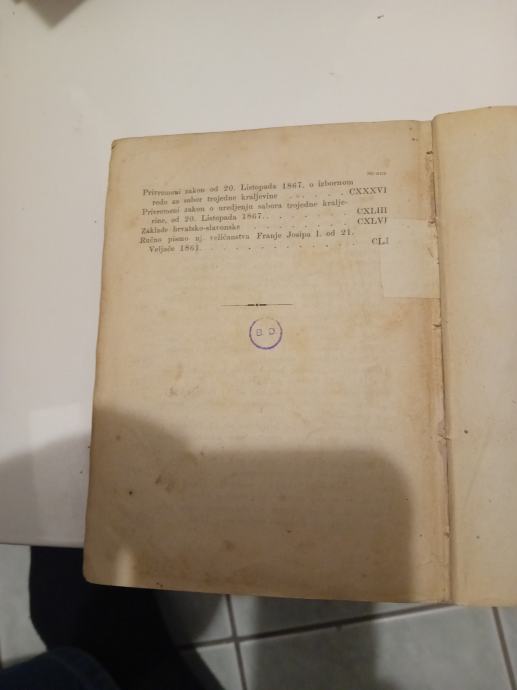 Strana
Privremeni zakon od 20. Listopada 1867, o izbornom
redu za sabor trojedne kraljevine . . . . . CXXXVI
Privremeni zakon o uredjenju sabora trojedne kralje-
vine, od 20. Listopada 1867. . . . . . . . . CXLIII
Zaklade hrvatsko-slavonske . . . . . . . . . CXLVI
Ručno pismo nj. veličanstva Franje Josipa I. od 21.
Veljače 1861. . . . . . . . . . . . . . CLI
B. D.